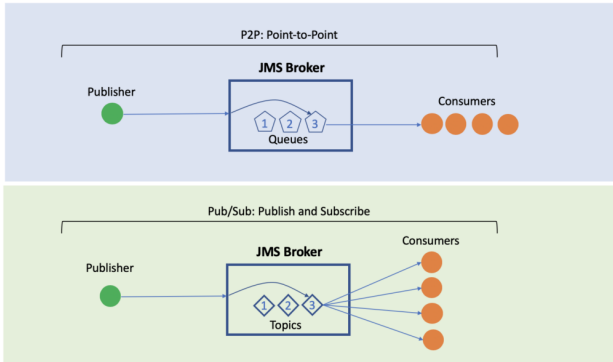 P2P: Point-to-Point
JMS Broker
Publisher
Consumers
1 2 3
Queues
Pub/Sub: Publish and Subscribe
JMS Broker
Consumers
Publisher
1 2 3
Topics